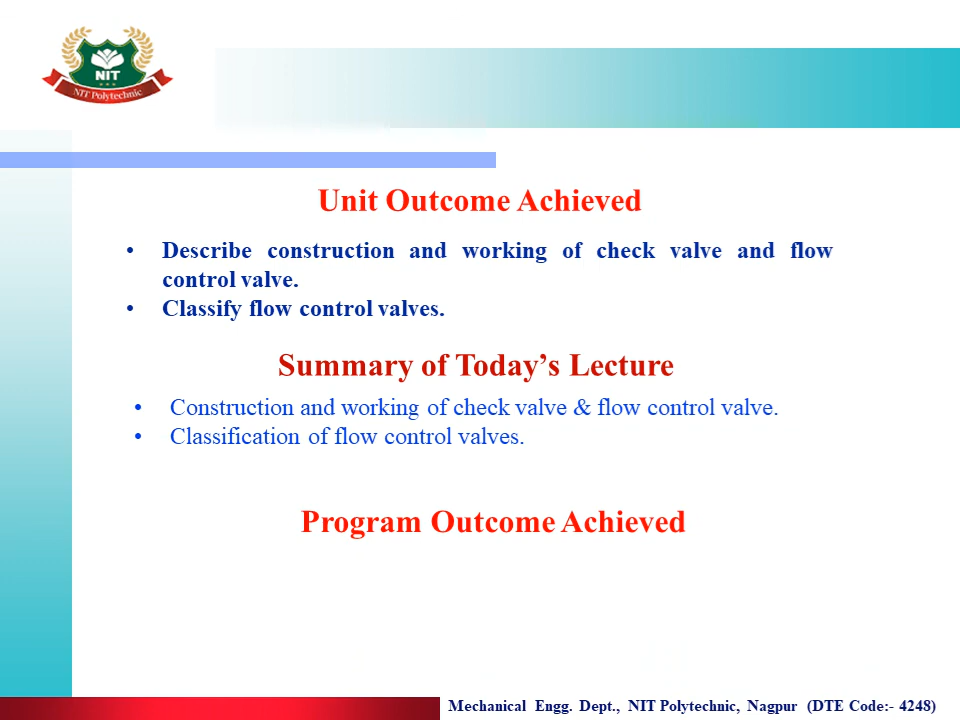 NIT
NIT Polytechnic
Unit Outcome Achieved
• Describe construction and working of check valve and flow
control valve.
• Classify flow control valves.
Summary of Today’s Lecture
• Construction and working of check valve & flow control valve.
• Classification of flow control valves.
Program Outcome Achieved
Mechanical Engg. Dept., NIT Polytechnic, Nagpur (DTE Code:- 4248)